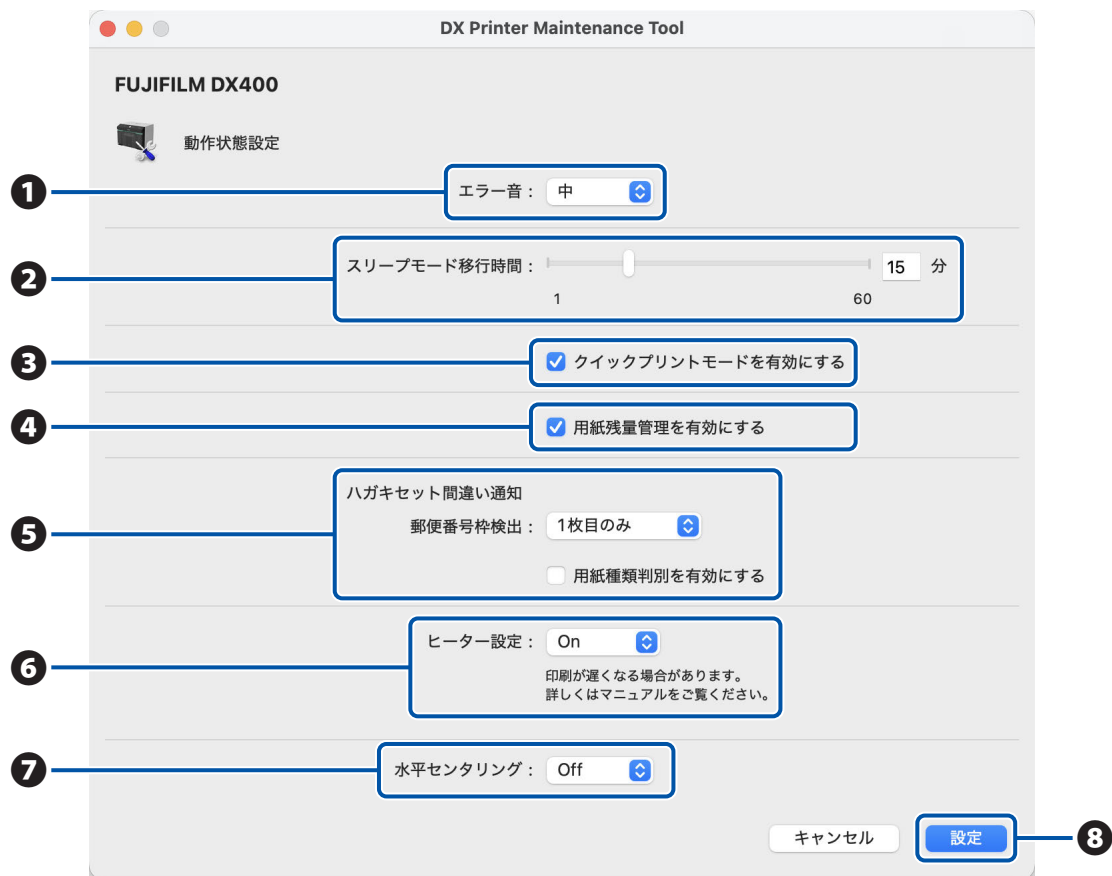 DX Printer Maintenance Tool
FUJIFILM DX400
動作状態設定
❶ エラー音： 中
❷ スリープモード移行時間： 15 分
1 60
❸ クイックプリントモードを有効にする
❹ 用紙残量管理を有効にする
ハガキセット間違い通知
❺ 郵便番号枠検出： 1枚目のみ
用紙種類判別を有効にする
❻ ヒーター設定： On
印刷が遅くなる場合があります。
詳しくはマニュアルをご覧ください。
❼ 水平センタリング： Off
キャンセル 設定 ❽